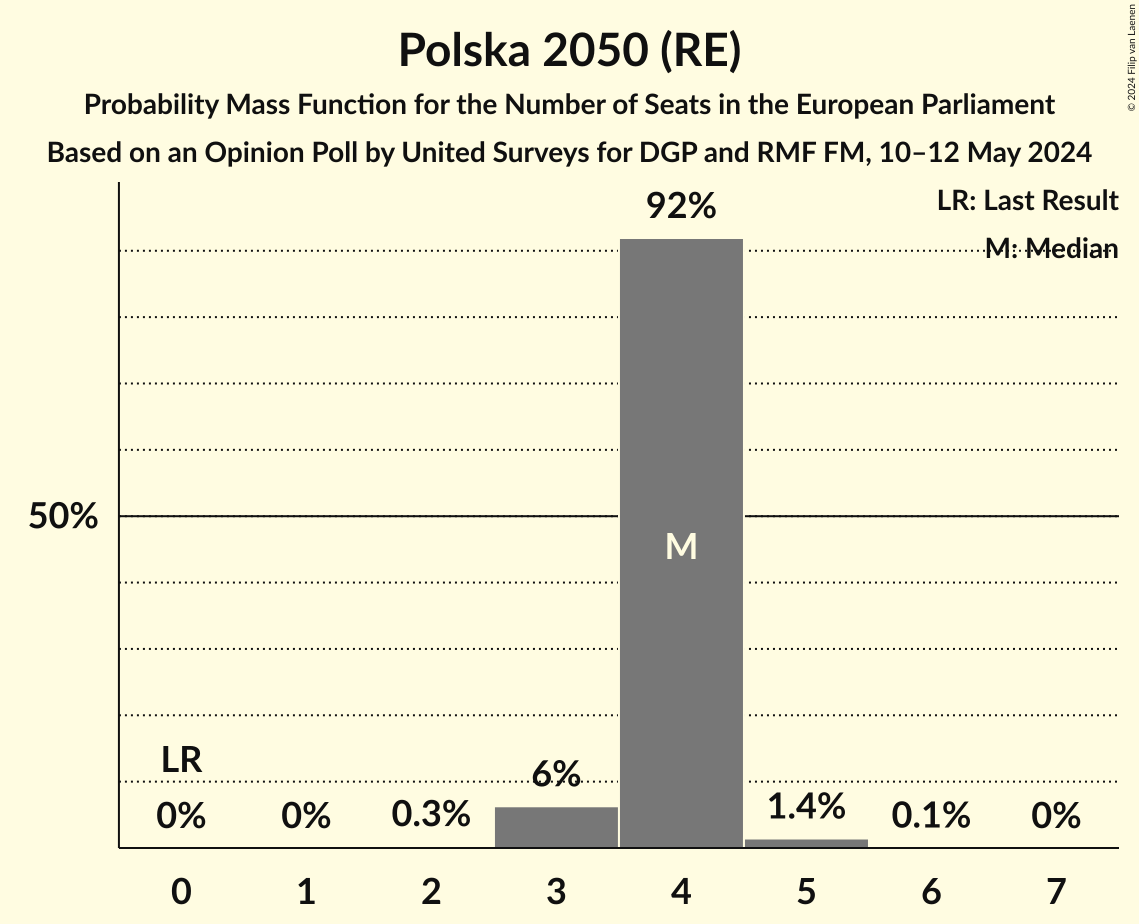 Polska 2050 (RE)
Probability Mass Function for the Number of Seats in the European Parliament
Based on an Opinion Poll by United Surveys for DGP and RMF FM, 10–12 May 2024
© 2024 Filip van Laenen
LR: Last Result
M: Median
92%
50%
M
LR
0%
0%
0.3%
6%
1.4%
0.1%
0%
0
1
2
3
4
5
6
7